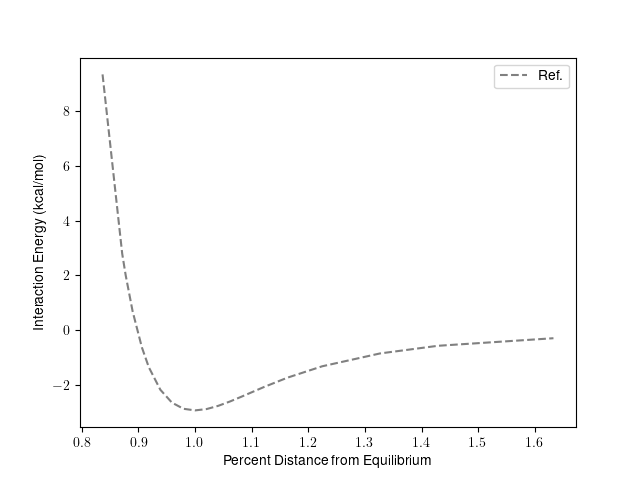 Ref.
8
6
4
2
0
−2
Interaction Energy (kcal/mol)
0.8 0.9 1.0 1.1 1.2 1.3 1.4 1.5 1.6
Percent Distance from Equilibrium